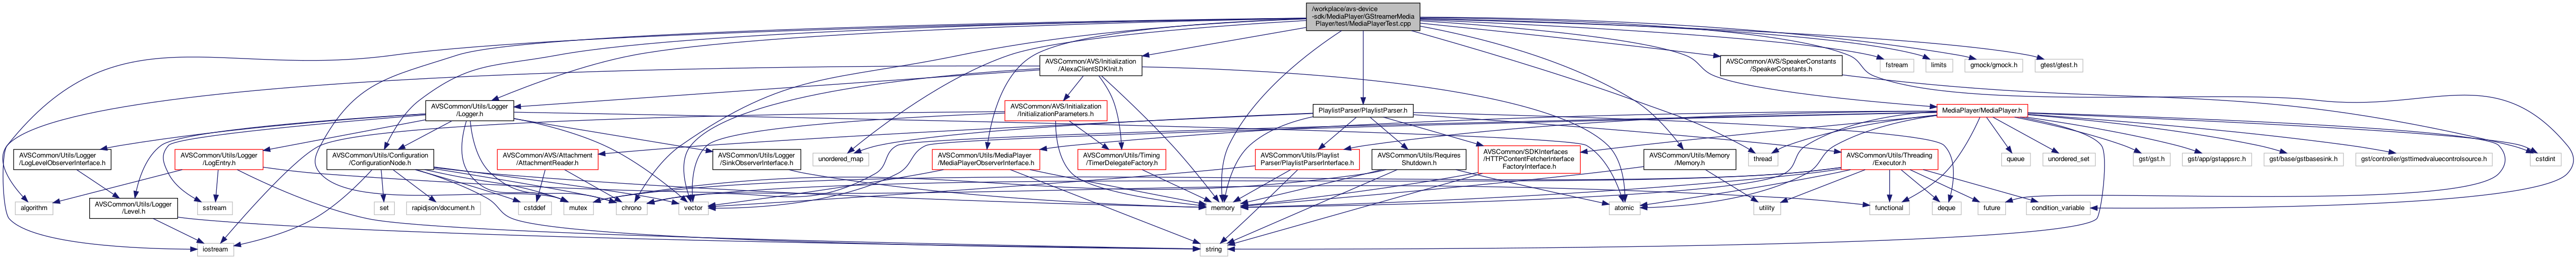 /workplace/avs-device
-sdk/MediaPlayer/GStreamerMedia
Player/test/MediaPlayerTest.cpp
AVSCommon/AVS/Initialization
/AlexaClientSDKInit.h
AVSCommon/AVS/SpeakerConstants
/SpeakerConstants.h
fstream
limits
gmock/gmock.h
gtest/gtest.h
AVSCommon/Utils/Logger
/Logger.h
AVSCommon/AVS/Initialization
/InitializationParameters.h
PlaylistParser/PlaylistParser.h
MediaPlayer/MediaPlayer.h
AVSCommon/Utils/Logger
/LogLevelObserverInterface.h
AVSCommon/Utils/Logger
/LogEntry.h
AVSCommon/Utils/Configuration
/ConfigurationNode.h
AVSCommon/AVS/Attachment
/AttachmentReader.h
AVSCommon/Utils/Logger
/SinkObserverInterface.h
unordered_map
AVSCommon/Utils/MediaPlayer
/MediaPlayerObserverInterface.h
AVSCommon/Utils/Timing
/TimerDelegateFactory.h
AVSCommon/Utils/Playlist
Parser/PlaylistParserInterface.h
AVSCommon/Utils/Requires
Shutdown.h
AVSCommon/SDKInterfaces
/HTTPContentFetcherInterface
FactoryInterface.h
AVSCommon/Utils/Memory
/Memory.h
thread
AVSCommon/Utils/Threading
/Executor.h
queue
unordered_set
gst/gst.h
gst/app/gstappsrc.h
gst/base/gstbasesink.h
gst/controller/gsttimedvaluecontrolsource.h
cstdint
algorithm
AVSCommon/Utils/Logger
/Level.h
sstream
set
rapidjson/document.h
cstddef
mutex
chrono
vector
memory
atomic
utility
functional
deque
future
condition_variable
iostream
string